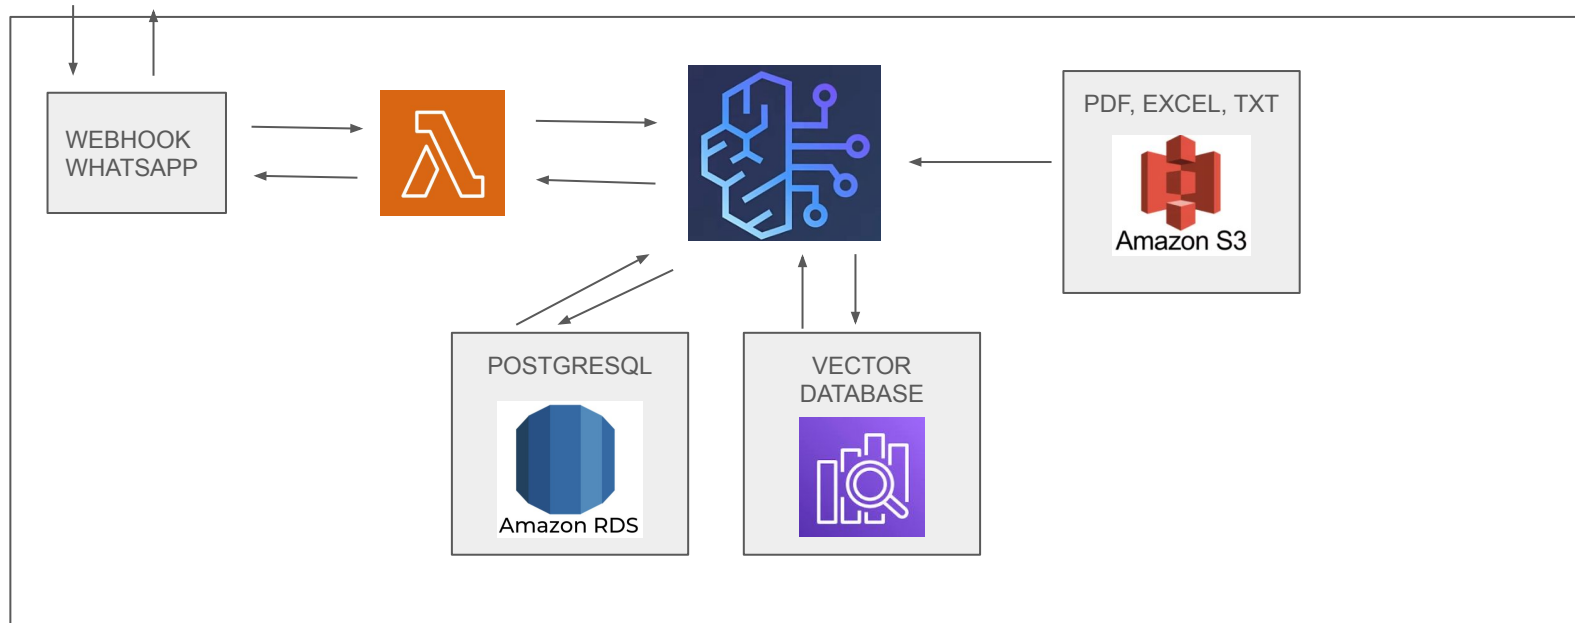 WEBHOOK
WHATSAPP
PDF, EXCEL, TXT
Amazon S3
POSTGRESQL
Amazon RDS
VECTOR
DATABASE